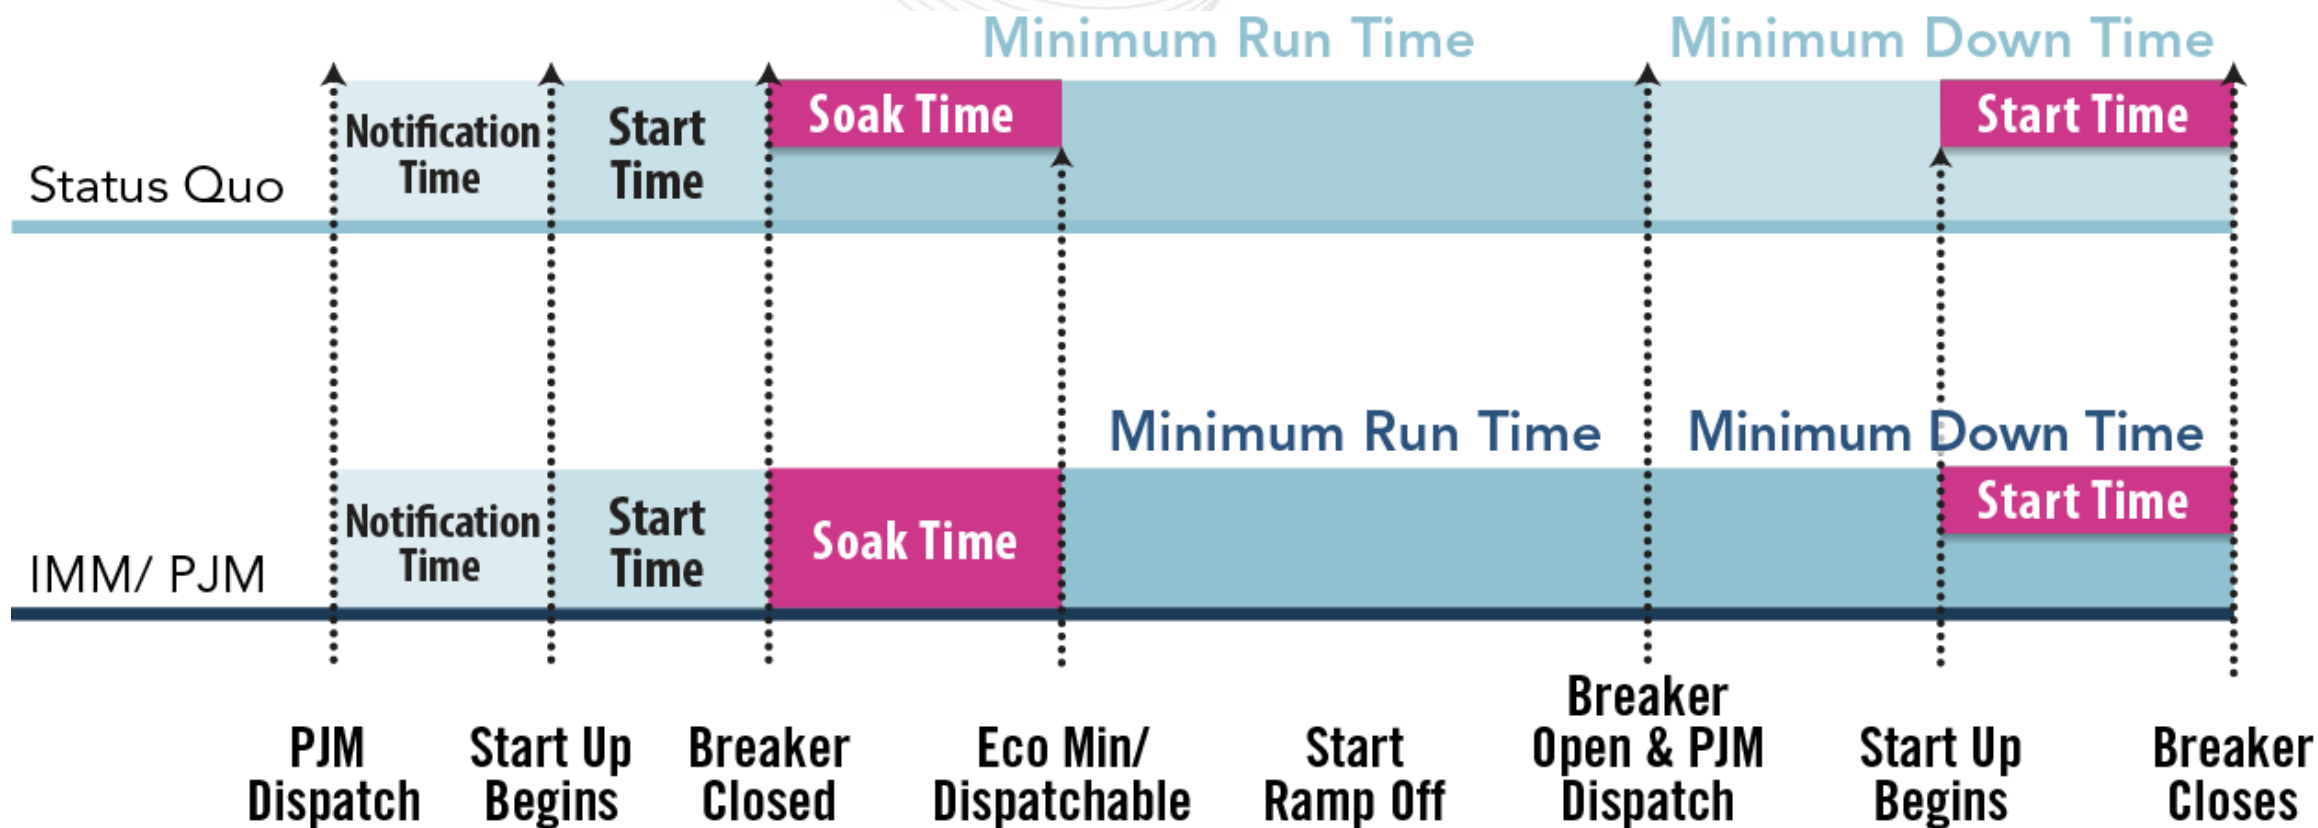 Minimum Run Time
Minimum Down Time
Status Quo
Notification
Time
Start
Time
Soak Time
Start Time
Minimum Run Time
Minimum Down Time
IMM/ PJM
Notification
Time
Start
Time
Soak Time
Start Time
PJM
Dispatch
Start Up
Begins
Breaker
Closed
Eco Min/
Dispatchable
Start
Ramp Off
Breaker
Open & PJM
Dispatch
Start Up
Begins
Breaker
Closes